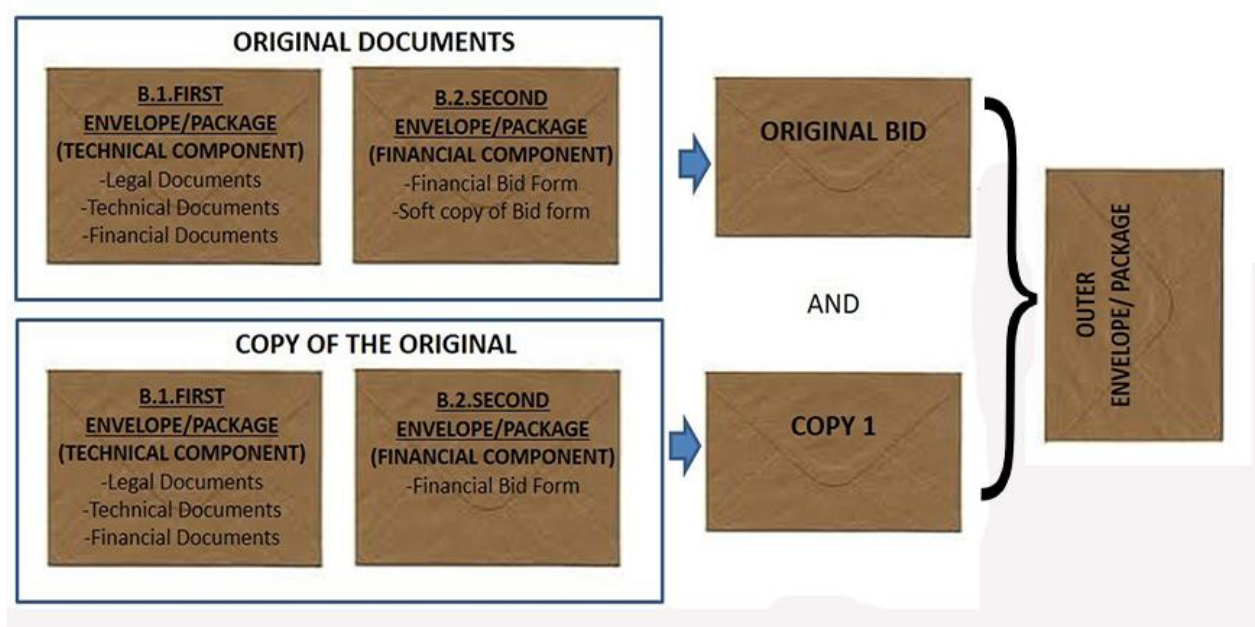 ORIGINAL DOCUMENTS
B.1.FIRST
ENVELOPE/PACKAGE
(TECHNICAL COMPONENT)
-Legal Documents
-Technical Documents
-Financial Documents
B.2.SECOND
ENVELOPE/PACKAGE
(FINANCIAL COMPONENT)
-Financial Bid Form
-Soft copy of Bid form
ORIGINAL BID
AND
COPY OF THE ORIGINAL
B.1.FIRST
ENVELOPE/PACKAGE
(TECHNICAL COMPONENT)
-Legal Documents
-Technical Documents
-Financial Documents
B.2.SECOND
ENVELOPE/PACKAGE
(FINANCIAL COMPONENT)
-Financial Bid Form
COPY 1
OUTER
ENVELOPE/ PACKAGE